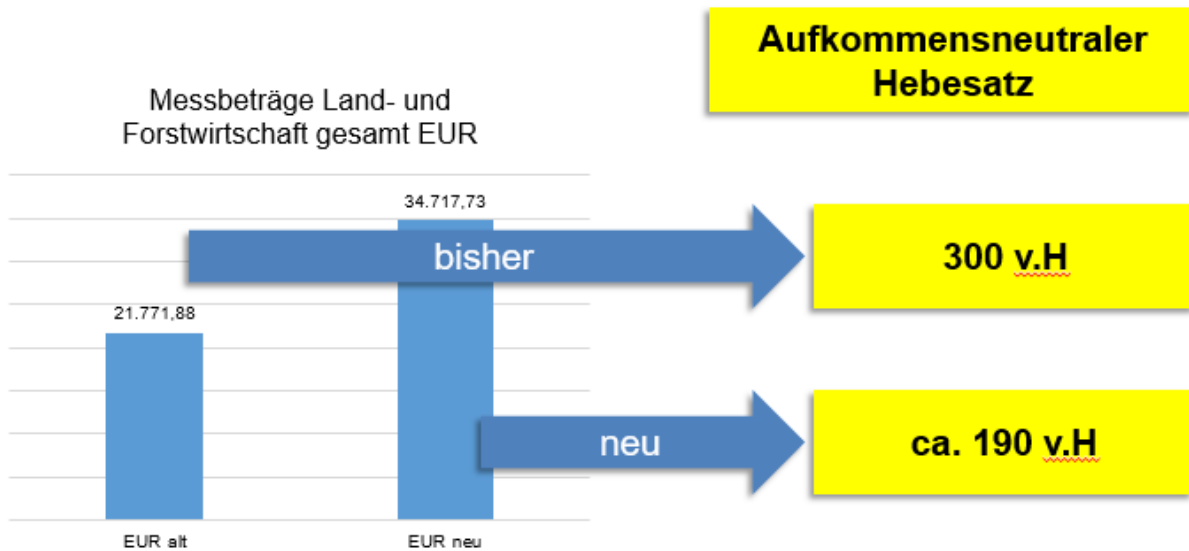 Aufkommensneutraler
Hebesatz
Messbeträge Land- und
Forstwirtschaft gesamt EUR
34.717,73
bisher
300 v.H
21.771,88
neu
ca. 190 v.H
EUR alt
EUR neu